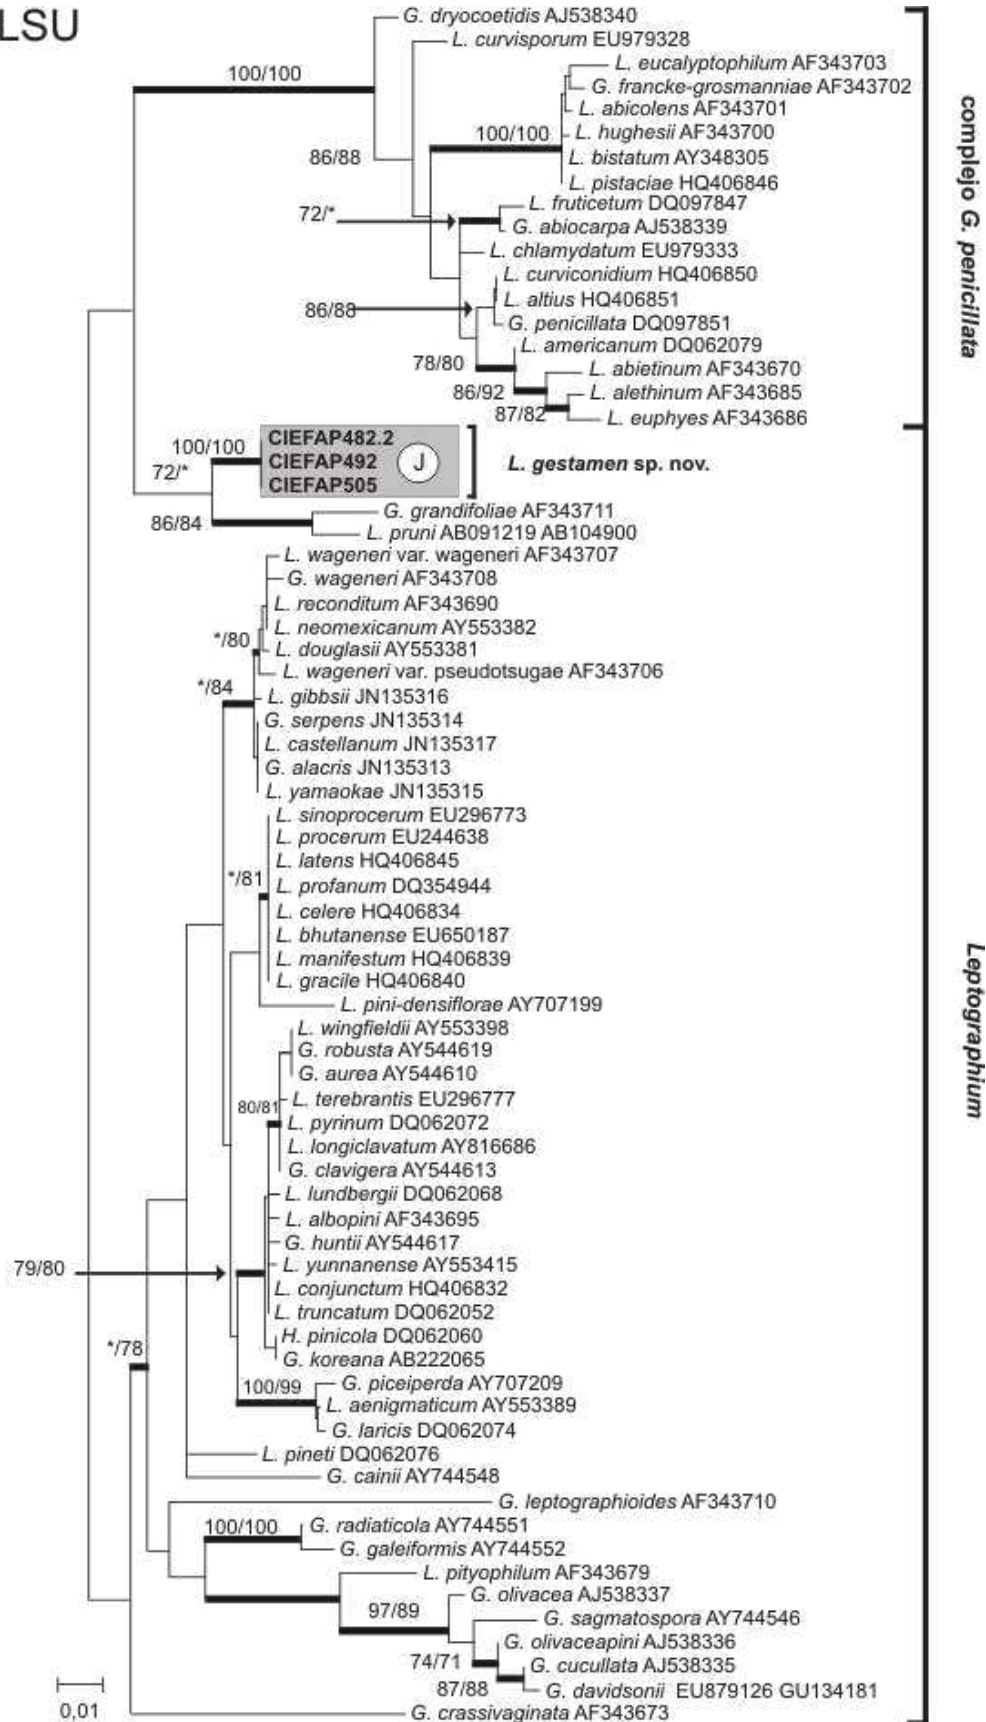 LSU
G. dryocoetidis AJ538340
L. curvisporum EU979328
L. eucalyptophilum AF343703
100/100
G. francke-grosmanniae AF343702
L. abicolens AF343701
100/100
L. hughesii AF343700
86/88
L. bistatum AY348305
L. pistaciae HQ406846
L. fruticetum DQ097847
72/*
G. abiocarpa AJ538339
L. chlamydatum EU979333
L. curviconidium HQ406850
L. altius HQ406851
86/88
G. penicillata DQ097851
L. americanum DQ062079
78/80
L. abietinum AF343670
86/92
L. alethinum AF343685
87/82
L. euphyes AF343686
complejo G. penicillata
CIEFAP482.2
100/100
CIEFAP492
J
L. gestamen sp. nov.
72/*
CIEFAP505
G. grandifoliae AF343711
86/84
L. pruni AB091219 AB104900
L. wageneri var. wageneri AF343707
G. wageneri AF343708
L. reconditum AF343690
L. neomexicanum AY553382
*/80
L. douglasii AY553381
L. wageneri var. pseudotsugae AF343706
*/84
L. gibbsii JN135316
G. serpens JN135314
L. castellanum JN135317
G. alacris JN135313
L. yamaokae JN135315
L. sinoprocerum EU296773
L. procerum EU244638
L. latens HQ406845
*/81
L. profanum DQ354944
L. celere HQ406834
L. bhutanense EU650187
L. manifestum HQ406839
L. gracile HQ406840
L. pini-densiflorae AY707199
Leptographium
L. wingfieldii AY553398
G. robusta AY544619
G. aurea AY544610
L. terebrantis EU296777
80/81
L. pyrinum DQ062072
L. longiclavatum AY816686
G. clavigera AY544613
L. lundbergii DQ062068
L. albopini AF343695
G. huntii AY544617
79/80
L. yunnanense AY553415
L. conjunctum HQ406832
L. truncatum DQ062052
H. pinicola DQ062060
*/78
G. koreana AB222065
G. piceiperda AY707209
100/99
L. aenigmaticum AY553389
G. laricis DQ062074
L. pineti DQ062076
G. cainii AY744548
G. leptographioides AF343710
100/100
G. radiaticola AY744551
G. galeiformis AY744552
L. pityophilum AF343679
G. olivacea AJ538337
97/89
G. sagmatospora AY744546
G. olivaceapini AJ538336
74/71
G. cucullata AJ538335
87/88
G. davidsonii EU879126 GU134181
0,01
G. crassivaginata AF343673